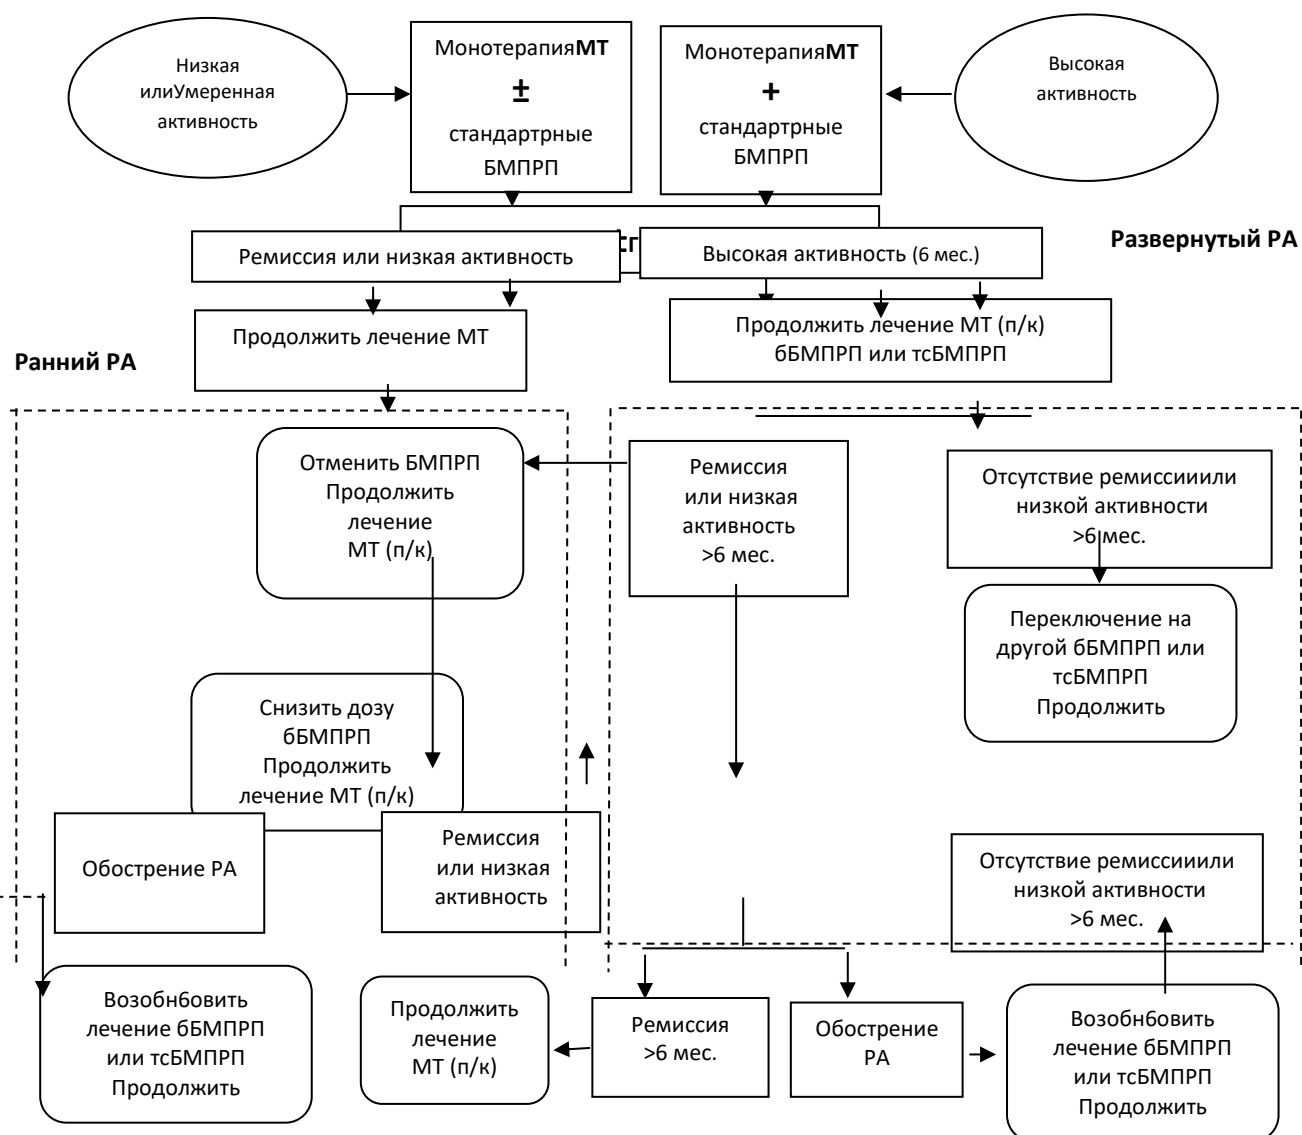 Низкая
илиУмеренная
активность
МонотерапияМТ
±
стандартрные
БМПРП
МонотерапияМТ
+
стандартрные
БМПРП
Высокая
активность
Развернутый РА
Ремиссия или низкая активность
Высокая активность (6 мес.)
Продолжить лечение МТ
Продолжить лечение МТ (п/к)
бБМПРП или тсБМПРП
Ранний РА
Отменить БМПРП
Продолжить
лечение
МТ (п/к)
Ремиссия
или низкая
активность
>6 мес.
Отсутствие ремиссииили
низкой активности
>6 мес.
Переключение на
другой бБМПРП или
тсБМПРП
Продолжить
Снизить дозу
бБМПРП
Продолжить
лечение МТ (п/к)
Обострение РА
Ремиссия
или низкая
активность
Отсутствие ремиссииили
низкой активности
>6 мес.
Возобн6овить
лечение бБМПРП
или тсБМПРП
Продолжить
Продолжить
лечение
МТ (п/к)
Ремиссия
>6 мес.
Обострение
РА
Возобн6овить
лечение бБМПРП
или тсБМПРП
Продолжить